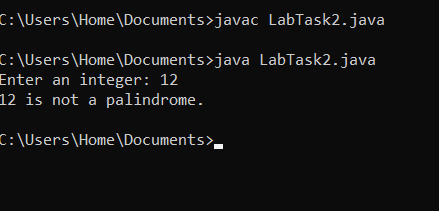 C:\Users\Home\Documents>javac LabTask2.java
C:\Users\Home\Documents>java LabTask2.java
Enter an integer: 12
12 is not a palindrome.
C:\Users\Home\Documents>